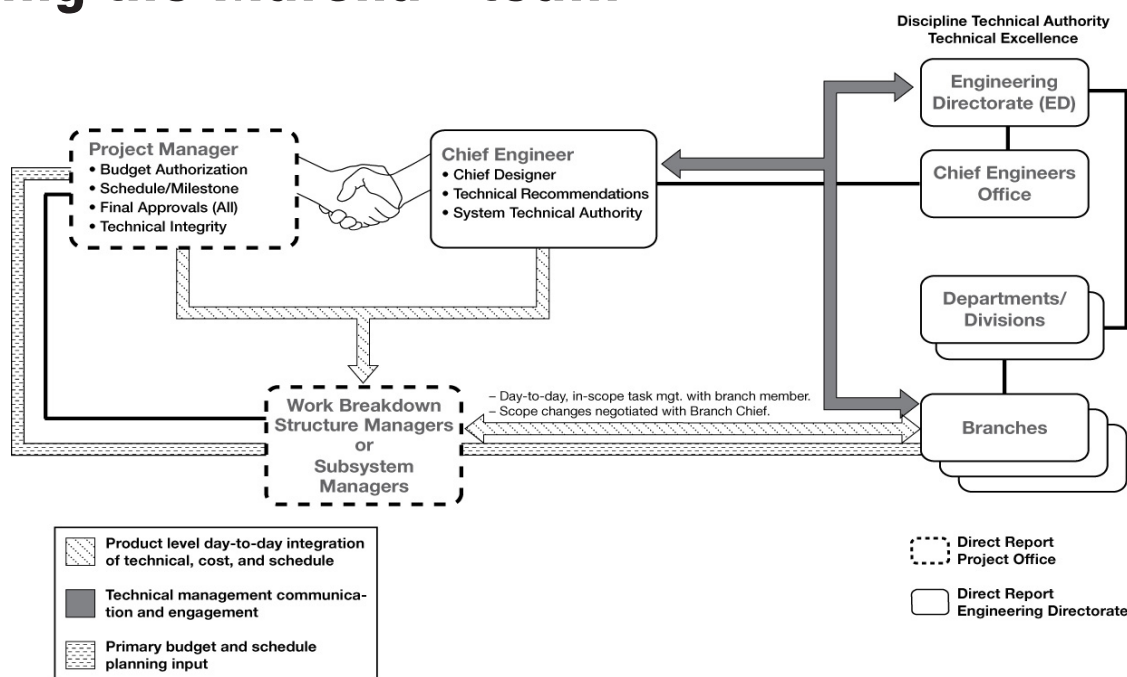 Discipline Technical Authority
Technical Excellence
Engineering
Directorate (ED)
Project Manager
• Budget Authorization
• Schedule/Milestone
• Final Approvals (All)
• Technical Integrity
Chief Engineer
• Chief Designer
• Technical Recommendations
• System Technical Authority
Chief Engineers
Office
Departments/
Divisions
– Day-to-day, in-scope task mgt. with branch member.
– Scope changes negotiated with Branch Chief.
Work Breakdown
Structure Managers
or
Subsystem
Managers
Branches
Product level day-to-day integration
of technical, cost, and schedule
Technical management communica-
tion and engagement
Primary budget and schedule
planning input
Direct Report
Project Office
Direct Report
Engineering Directorate